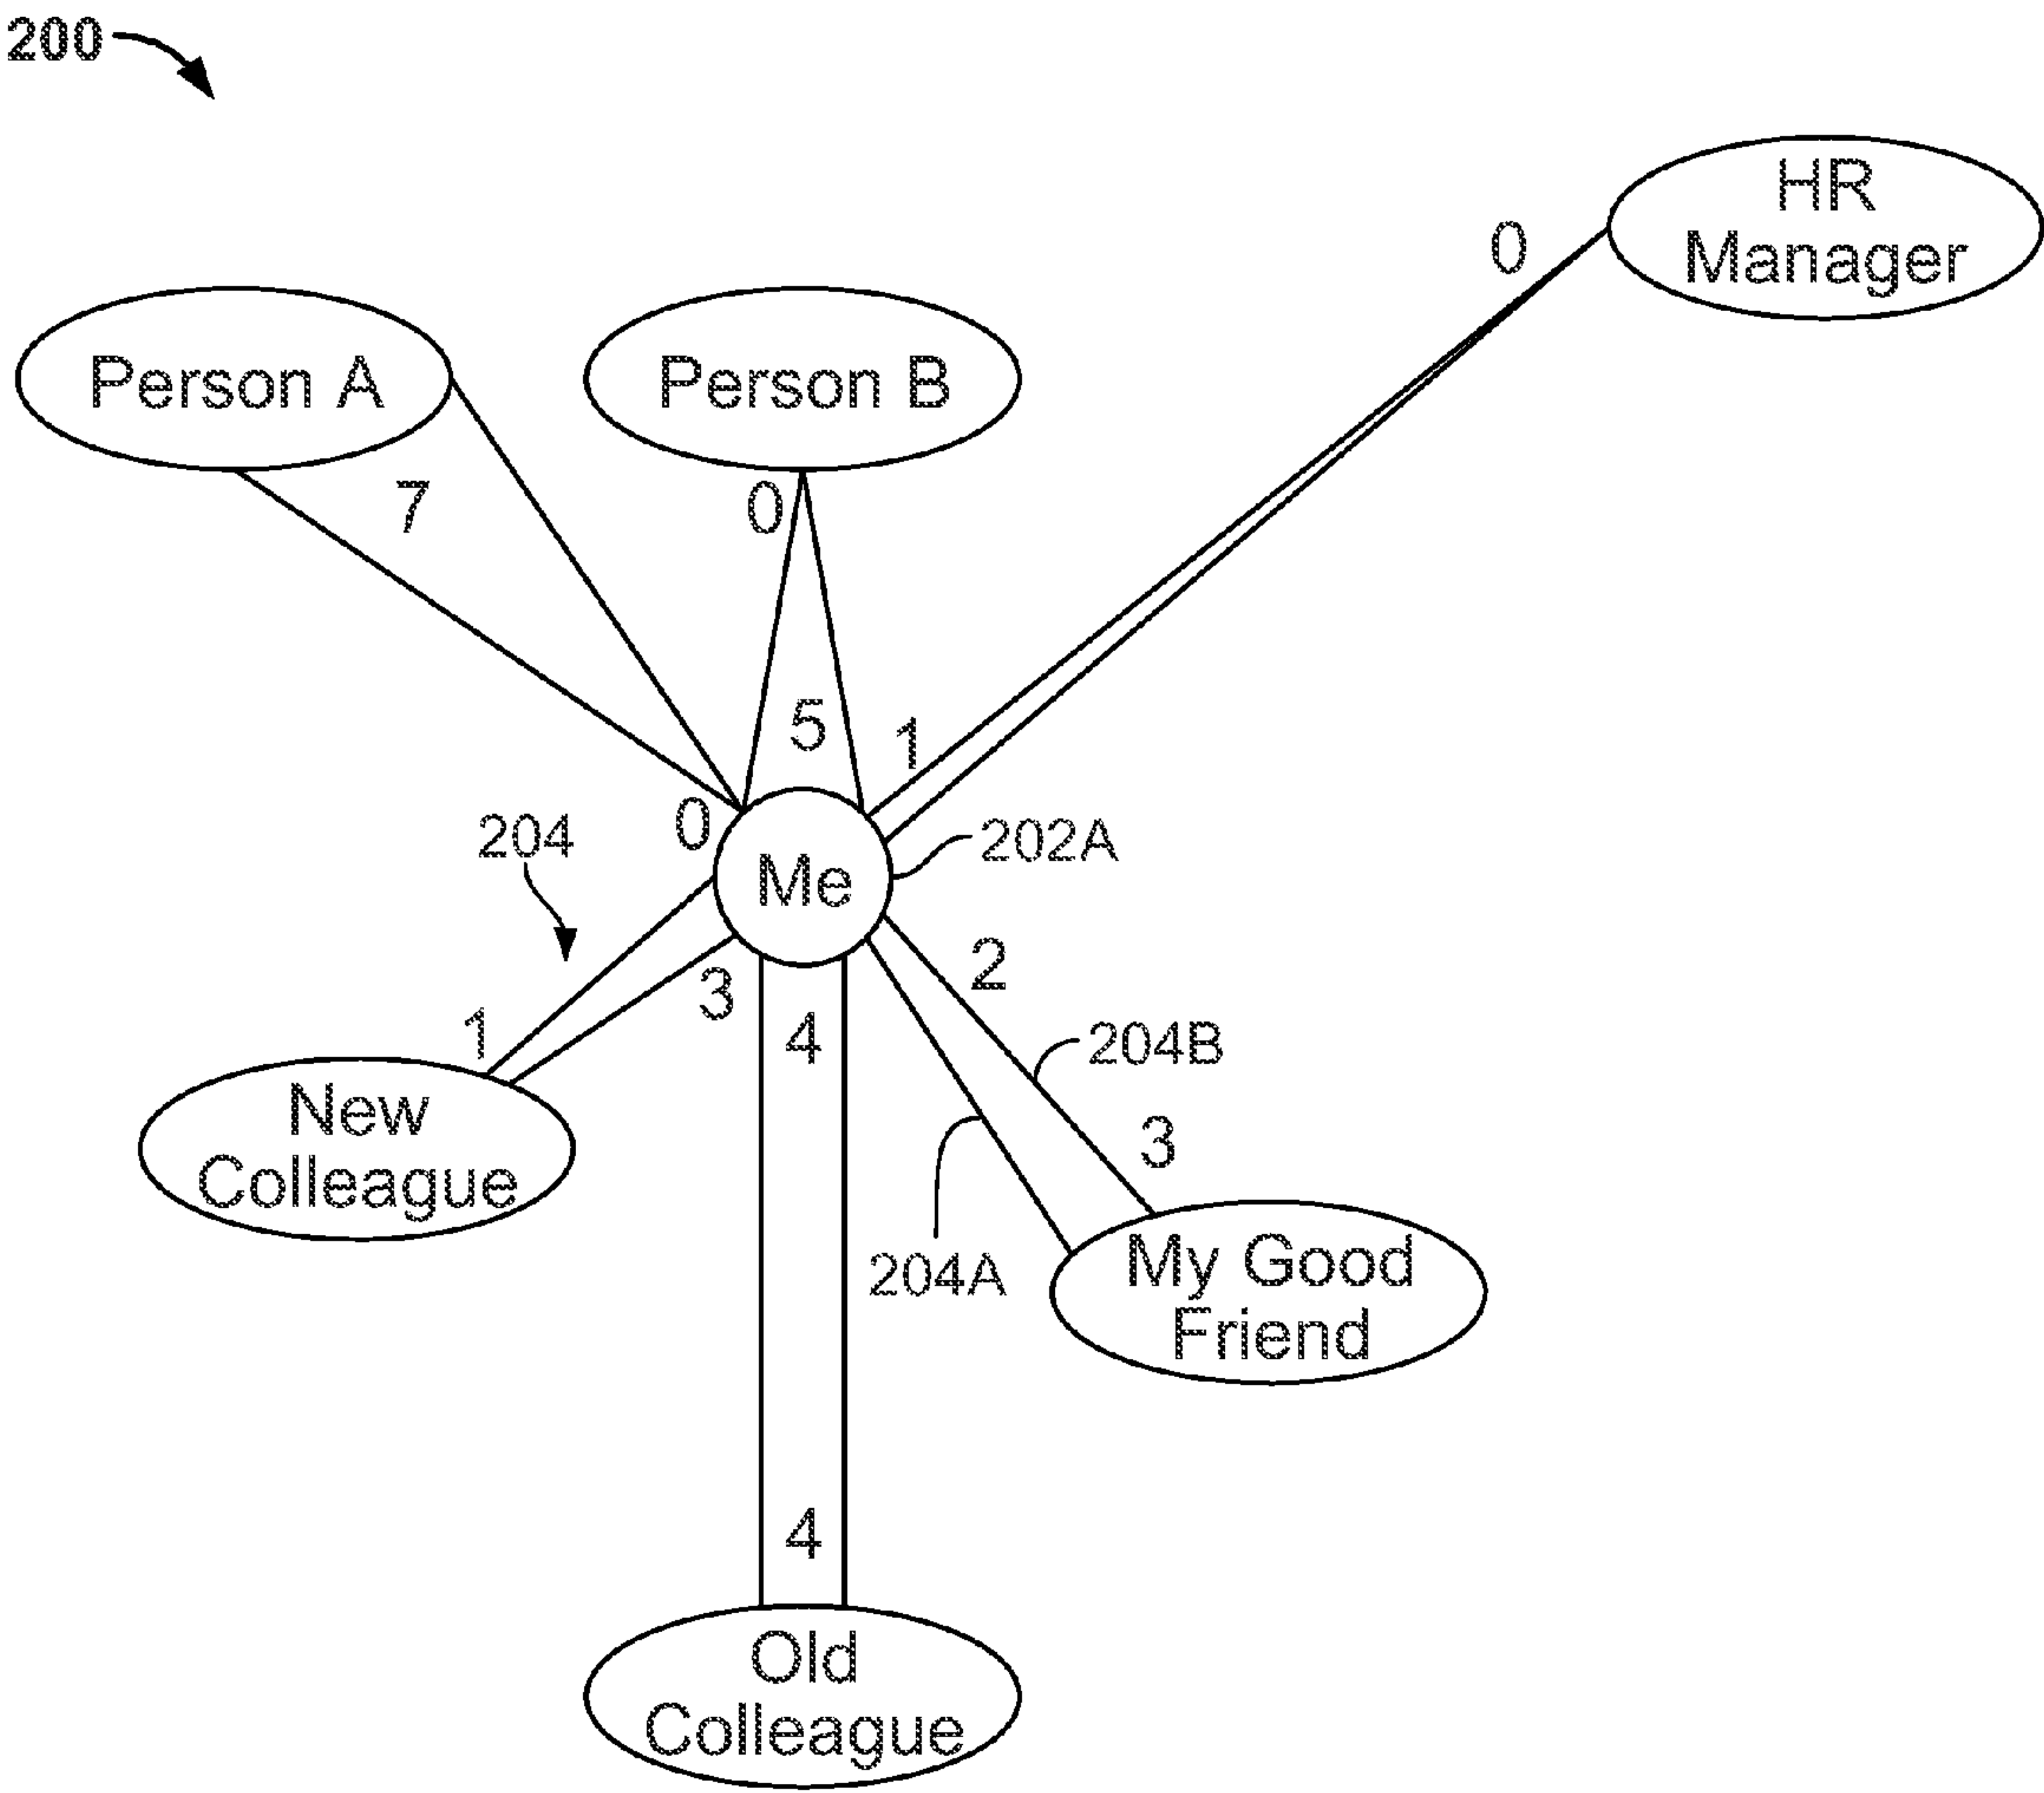 200
HR
Manager
0
Person A
Person B
7
0
5
1
0
204
Me
202A
3
2
1
4
204B
New
Colleague
3
204A
My Good
Friend
4
Old
Colleague